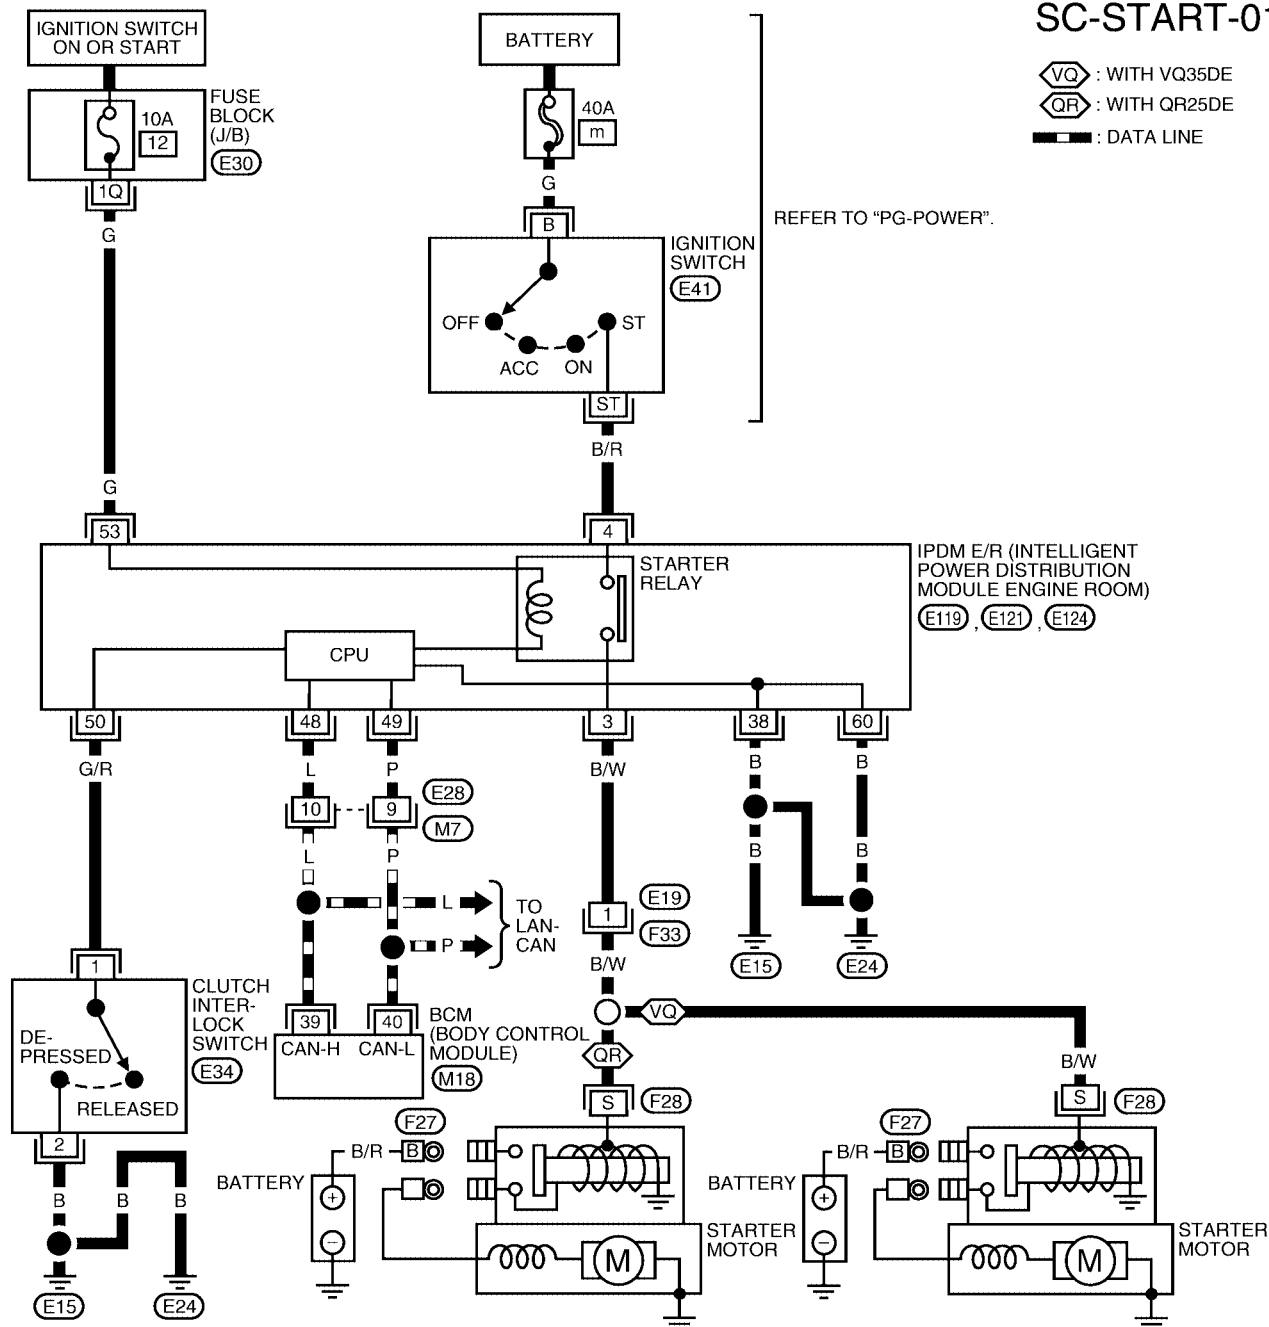 SC-START-01
VQ : WITH VQ35DE
QR : WITH QR25DE
: DATA LINE
IGNITION SWITCH
ON OR START
BATTERY
FUSE
BLOCK
(J/B)
E30
10A
12
1Q
G
G
40A
m
G
B
REFER TO “PG-POWER”.
IGNITION
SWITCH
E41
OFF
ST
ACC
ON
ST
B/R
53
4
STARTER
RELAY
IPDM E/R (INTELLIGENT
POWER DISTRIBUTION
MODULE ENGINE ROOM)
E119 , E121 , E124
CPU
50
48
49
3
38
60
G/R
L
P
B/W
B
B
10
9
E28
M7
L
P
B
B
L
P
TO
LAN-
CAN
1
E19
F33
B/W
E15
E24
1
CLUTCH
INTER-
LOCK
SWITCH
E34
DE-
PRESSED
RELEASED
2
39
40
CAN-H
CAN-L
BCM
(BODY CONTROL
MODULE)
M18
VQ
QR
B/W
S
F28
S
F28
F27
B/R
B
BATTERY
+
−
STARTER
MOTOR
M
F27
B/R
B
BATTERY
+
−
STARTER
MOTOR
M
B
B
B
E15
E24